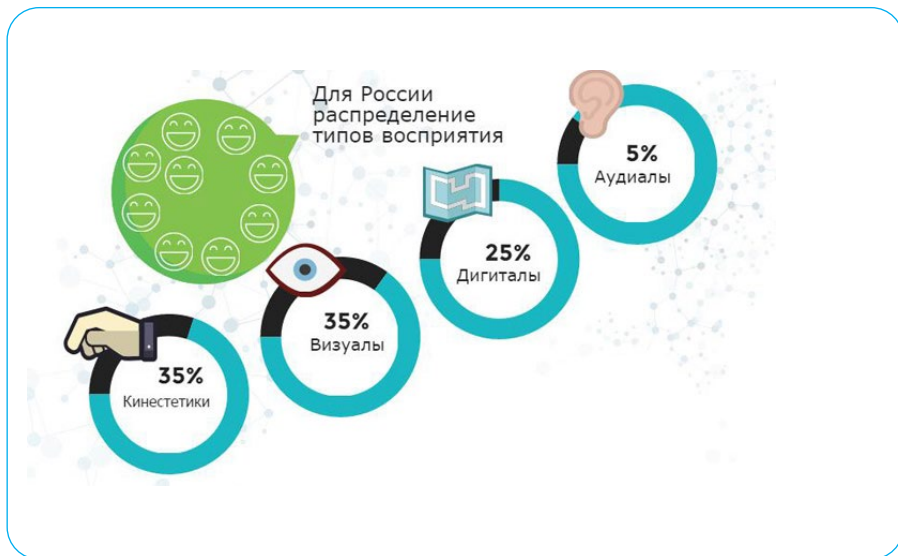 Для России
распределение
типов восприятия
5%
Аудиалы
25%
Дигиталы
35%
Визуалы
35%
Кинестетики